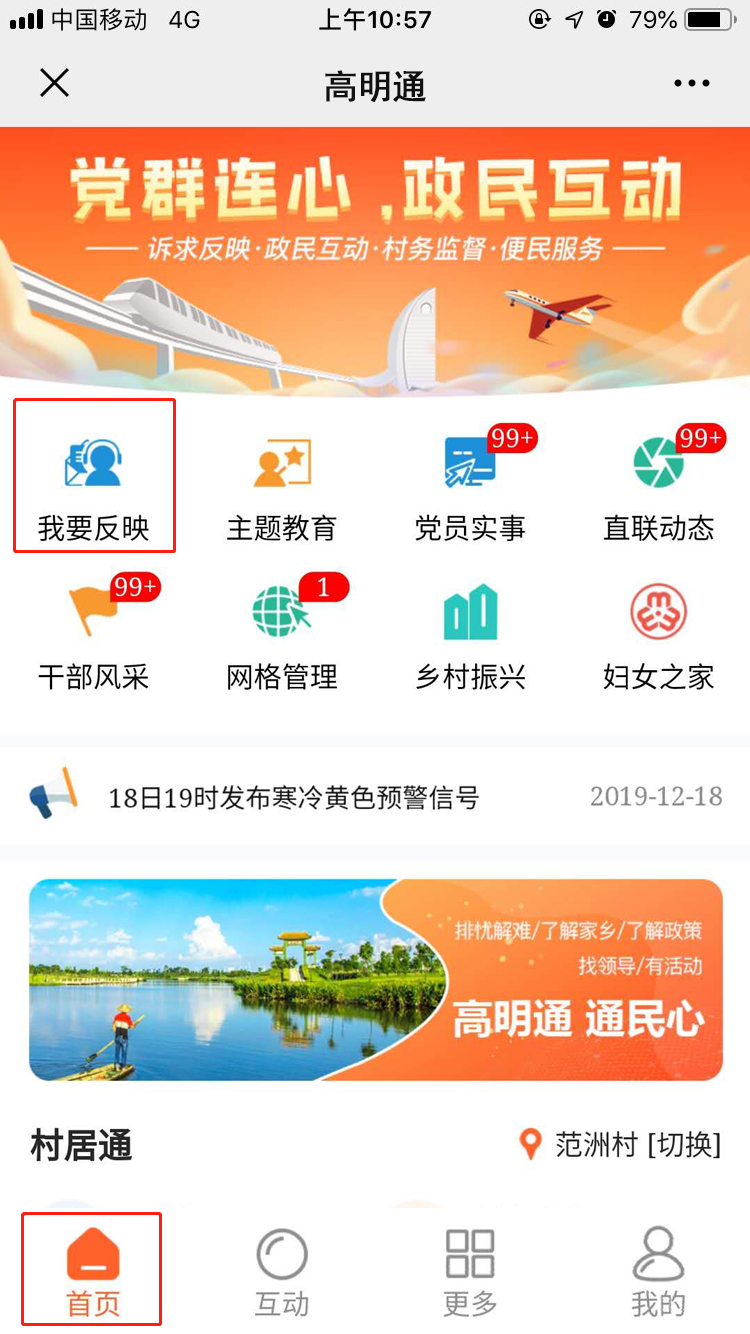 中国移动 4G 上午10:57 79%
高明通
党群连心,政民互动
诉求反映·政民互动·村务监督·便民服务
99+ 99+
我要反映 主题教育 党员实事 直联动态
99+ 1
干部风采 网格管理 乡村振兴 妇女之家
18日19时发布寒冷黄色预警信号 2019-12-18
排忧解难/了解家乡/了解政策
找领导/有活动
高明通 通民心
村居通 范洲村 [切换]
首页 互动 更多 我的